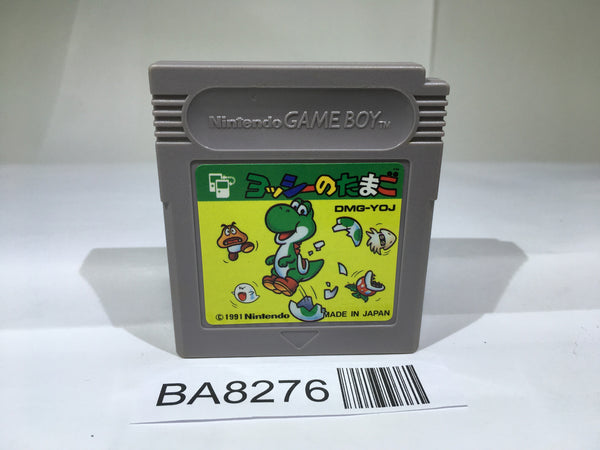 Nintendo GAME BOY TM
ヨッシーのたまご
DMG-YOJ
©1991 Nintendo MADE IN JAPAN
BA8276